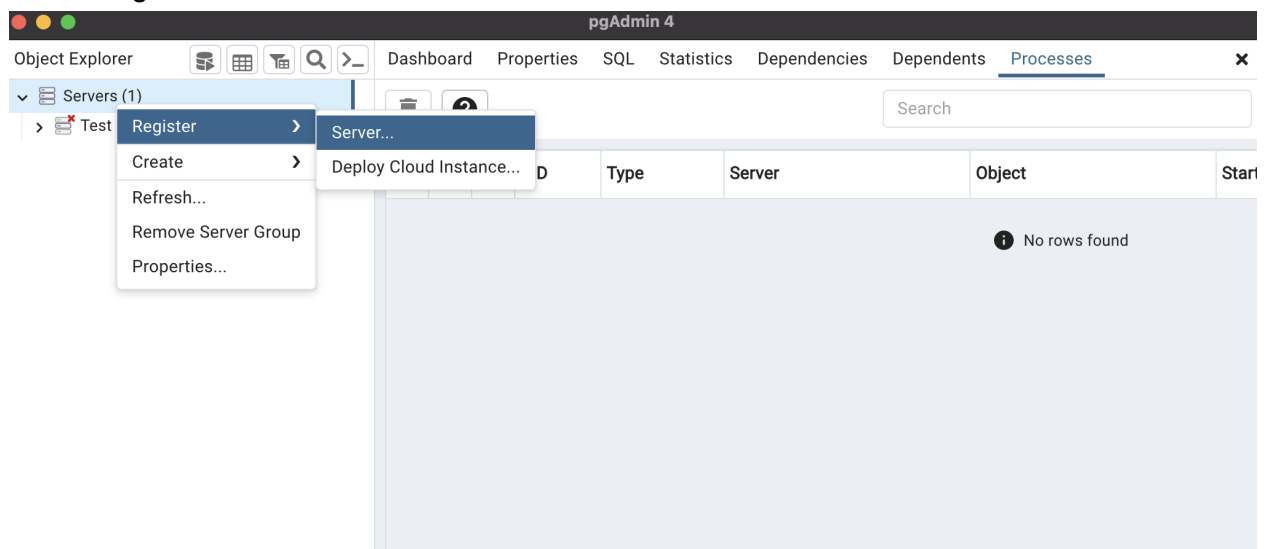 pgAdmin 4
Object Explorer
Dashboard Properties SQL Statistics Dependencies Dependents Processes
Servers (1)
Search
Test
Register
Server...
Create
Deploy Cloud Instance...
Type Server Object
Refresh...
Remove Server Group
No rows found
Properties...